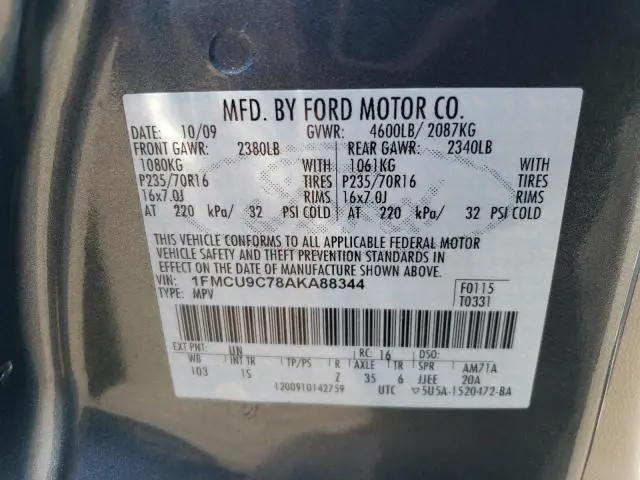 MFD. BY FORD MOTOR CO.
DATE: 10/09 GVWR: 4600LB/ 2087KG
FRONT GAWR: 2380LB REAR GAWR: 2340LB
1080KG WITH 1061KG WITH
P235/70R16 TIRES P235/70R16 TIRES
16x7.0J RIMS 16x7.0J RIMS
AT 220 kPa/ 32 PSI COLD AT 220 kPa/ 32 PSI COLD
THIS VEHICLE CONFORMS TO ALL APPLICABLE FEDERAL MOTOR
VEHICLE SAFETY AND THEFT PREVENTION STANDARDS IN
EFFECT ON THE DATE OF MANUFACTURE SHOWN ABOVE.
VIN: 1FMCU9C78AKA88344 F0115
TYPE: MPV T0331
EXT PNT: UN RC: 16 DSO:
WB INT TR TP/PS R AXLE TR SPR AM71A
103 15 Z 35 6 JJEE 20A
1200910142759 UTC ▽5U5A-1520472-BA